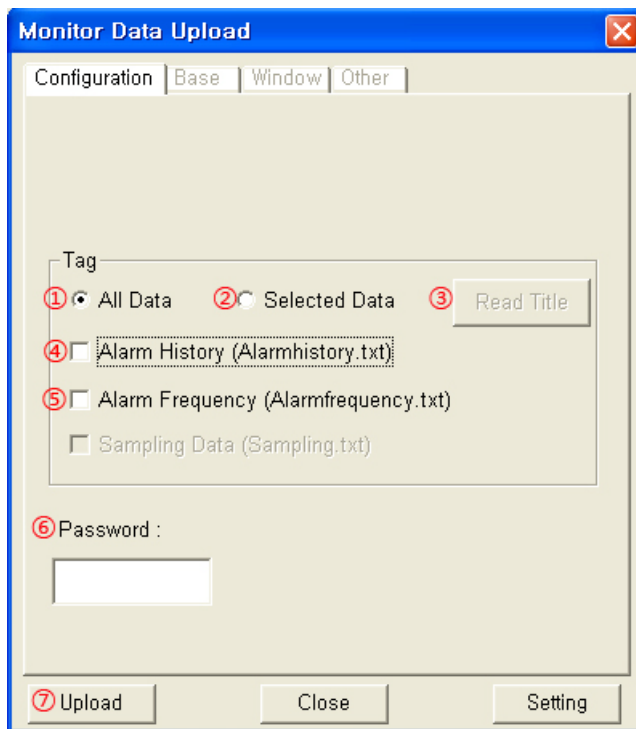 Monitor Data Upload
Configuration Base Window Other
Tag
① All Data ② Selected Data ③ Read Title
④ Alarm History (Alarmhistory.txt)
⑤ Alarm Frequency (Alarmfrequency.txt)
Sampling Data (Sampling.txt)
⑥ Password :
⑦ Upload Close Setting